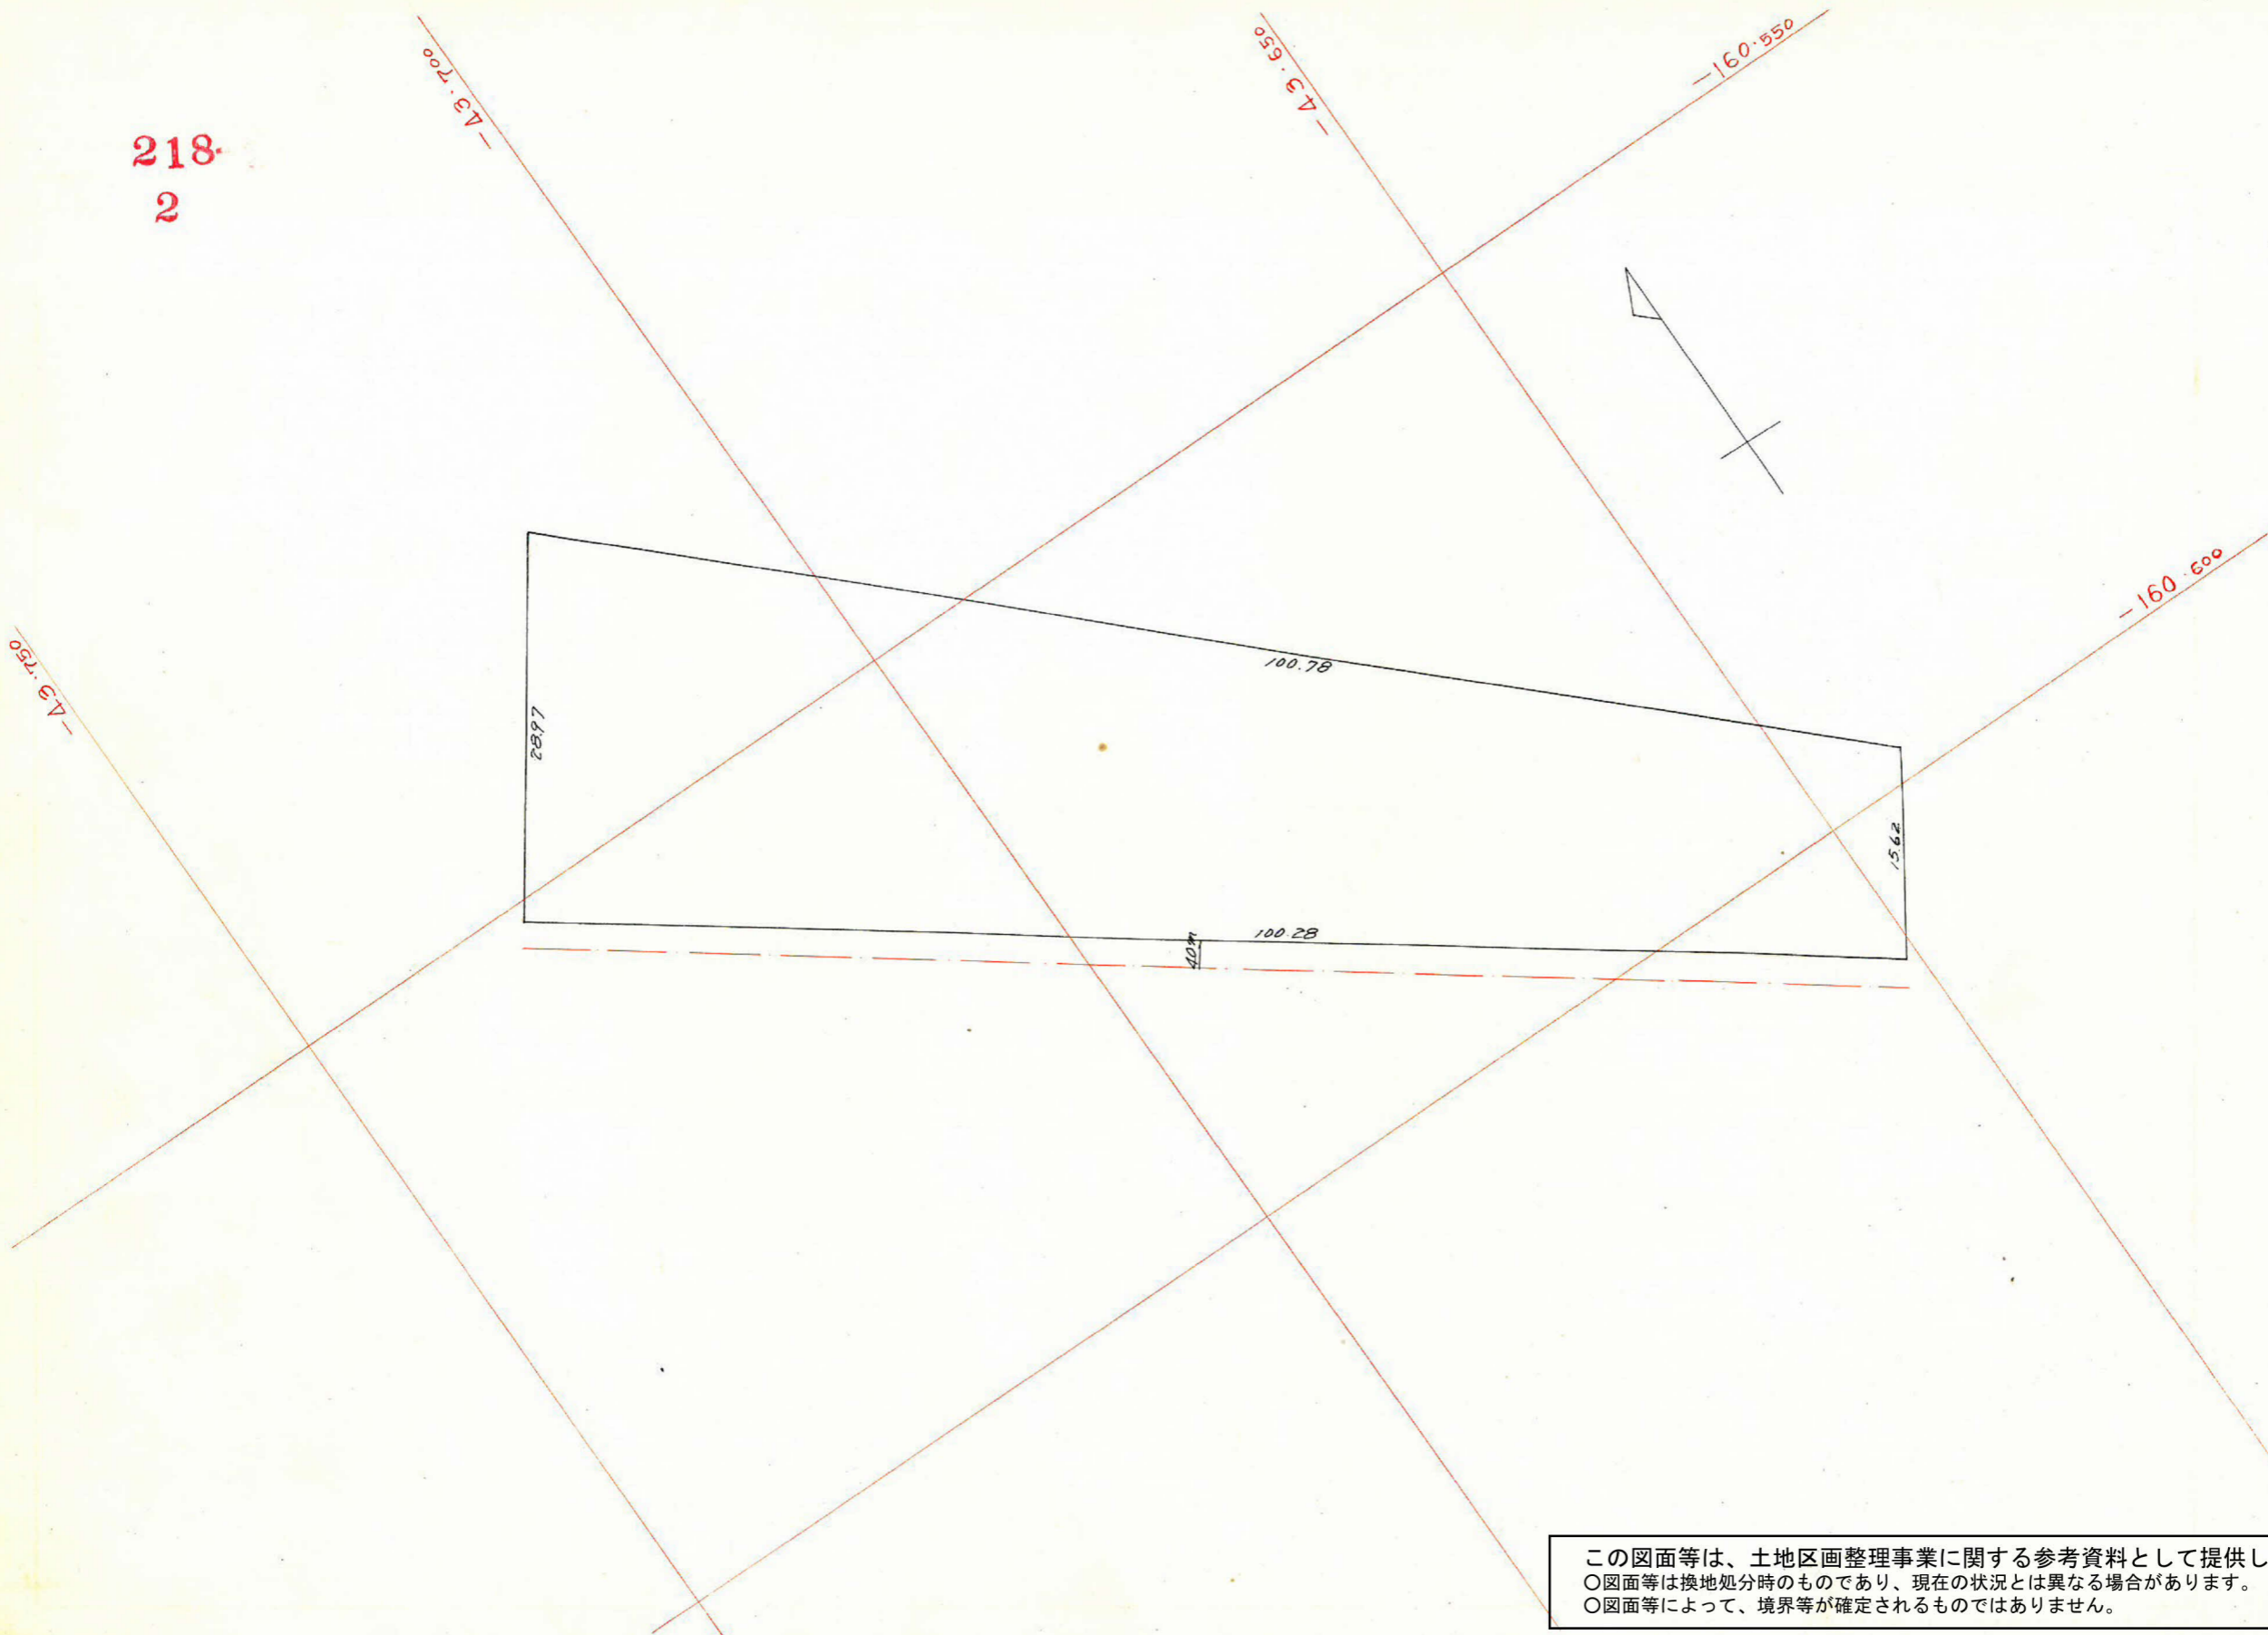 218.
2
-43.700
-43.650
-160.550
-43.750
-160.600
100.78
28.97
15.62
100.28
40m
この図面等は、土地区画整理事業に関する参考資料として提供し
○図面等は換地処分時のものであり、現在の状況とは異なる場合があります。
○図面等によって、境界等が確定されるものではありません。